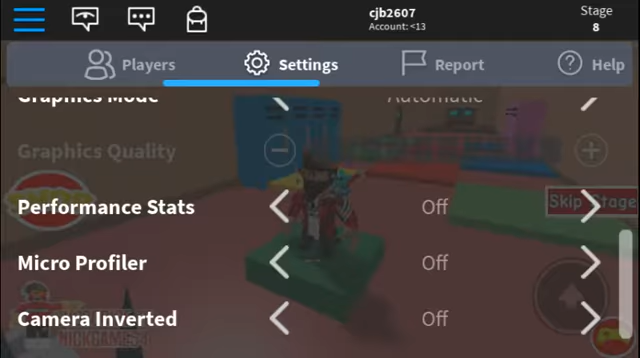 cjb2607
Account: <13
Stage
8
Players
Settings
Report
Help
Graphics Mode
Automatic
Graphics Quality
Performance Stats
Off
Skip Stage
Micro Profiler
Off
Camera Inverted
Off